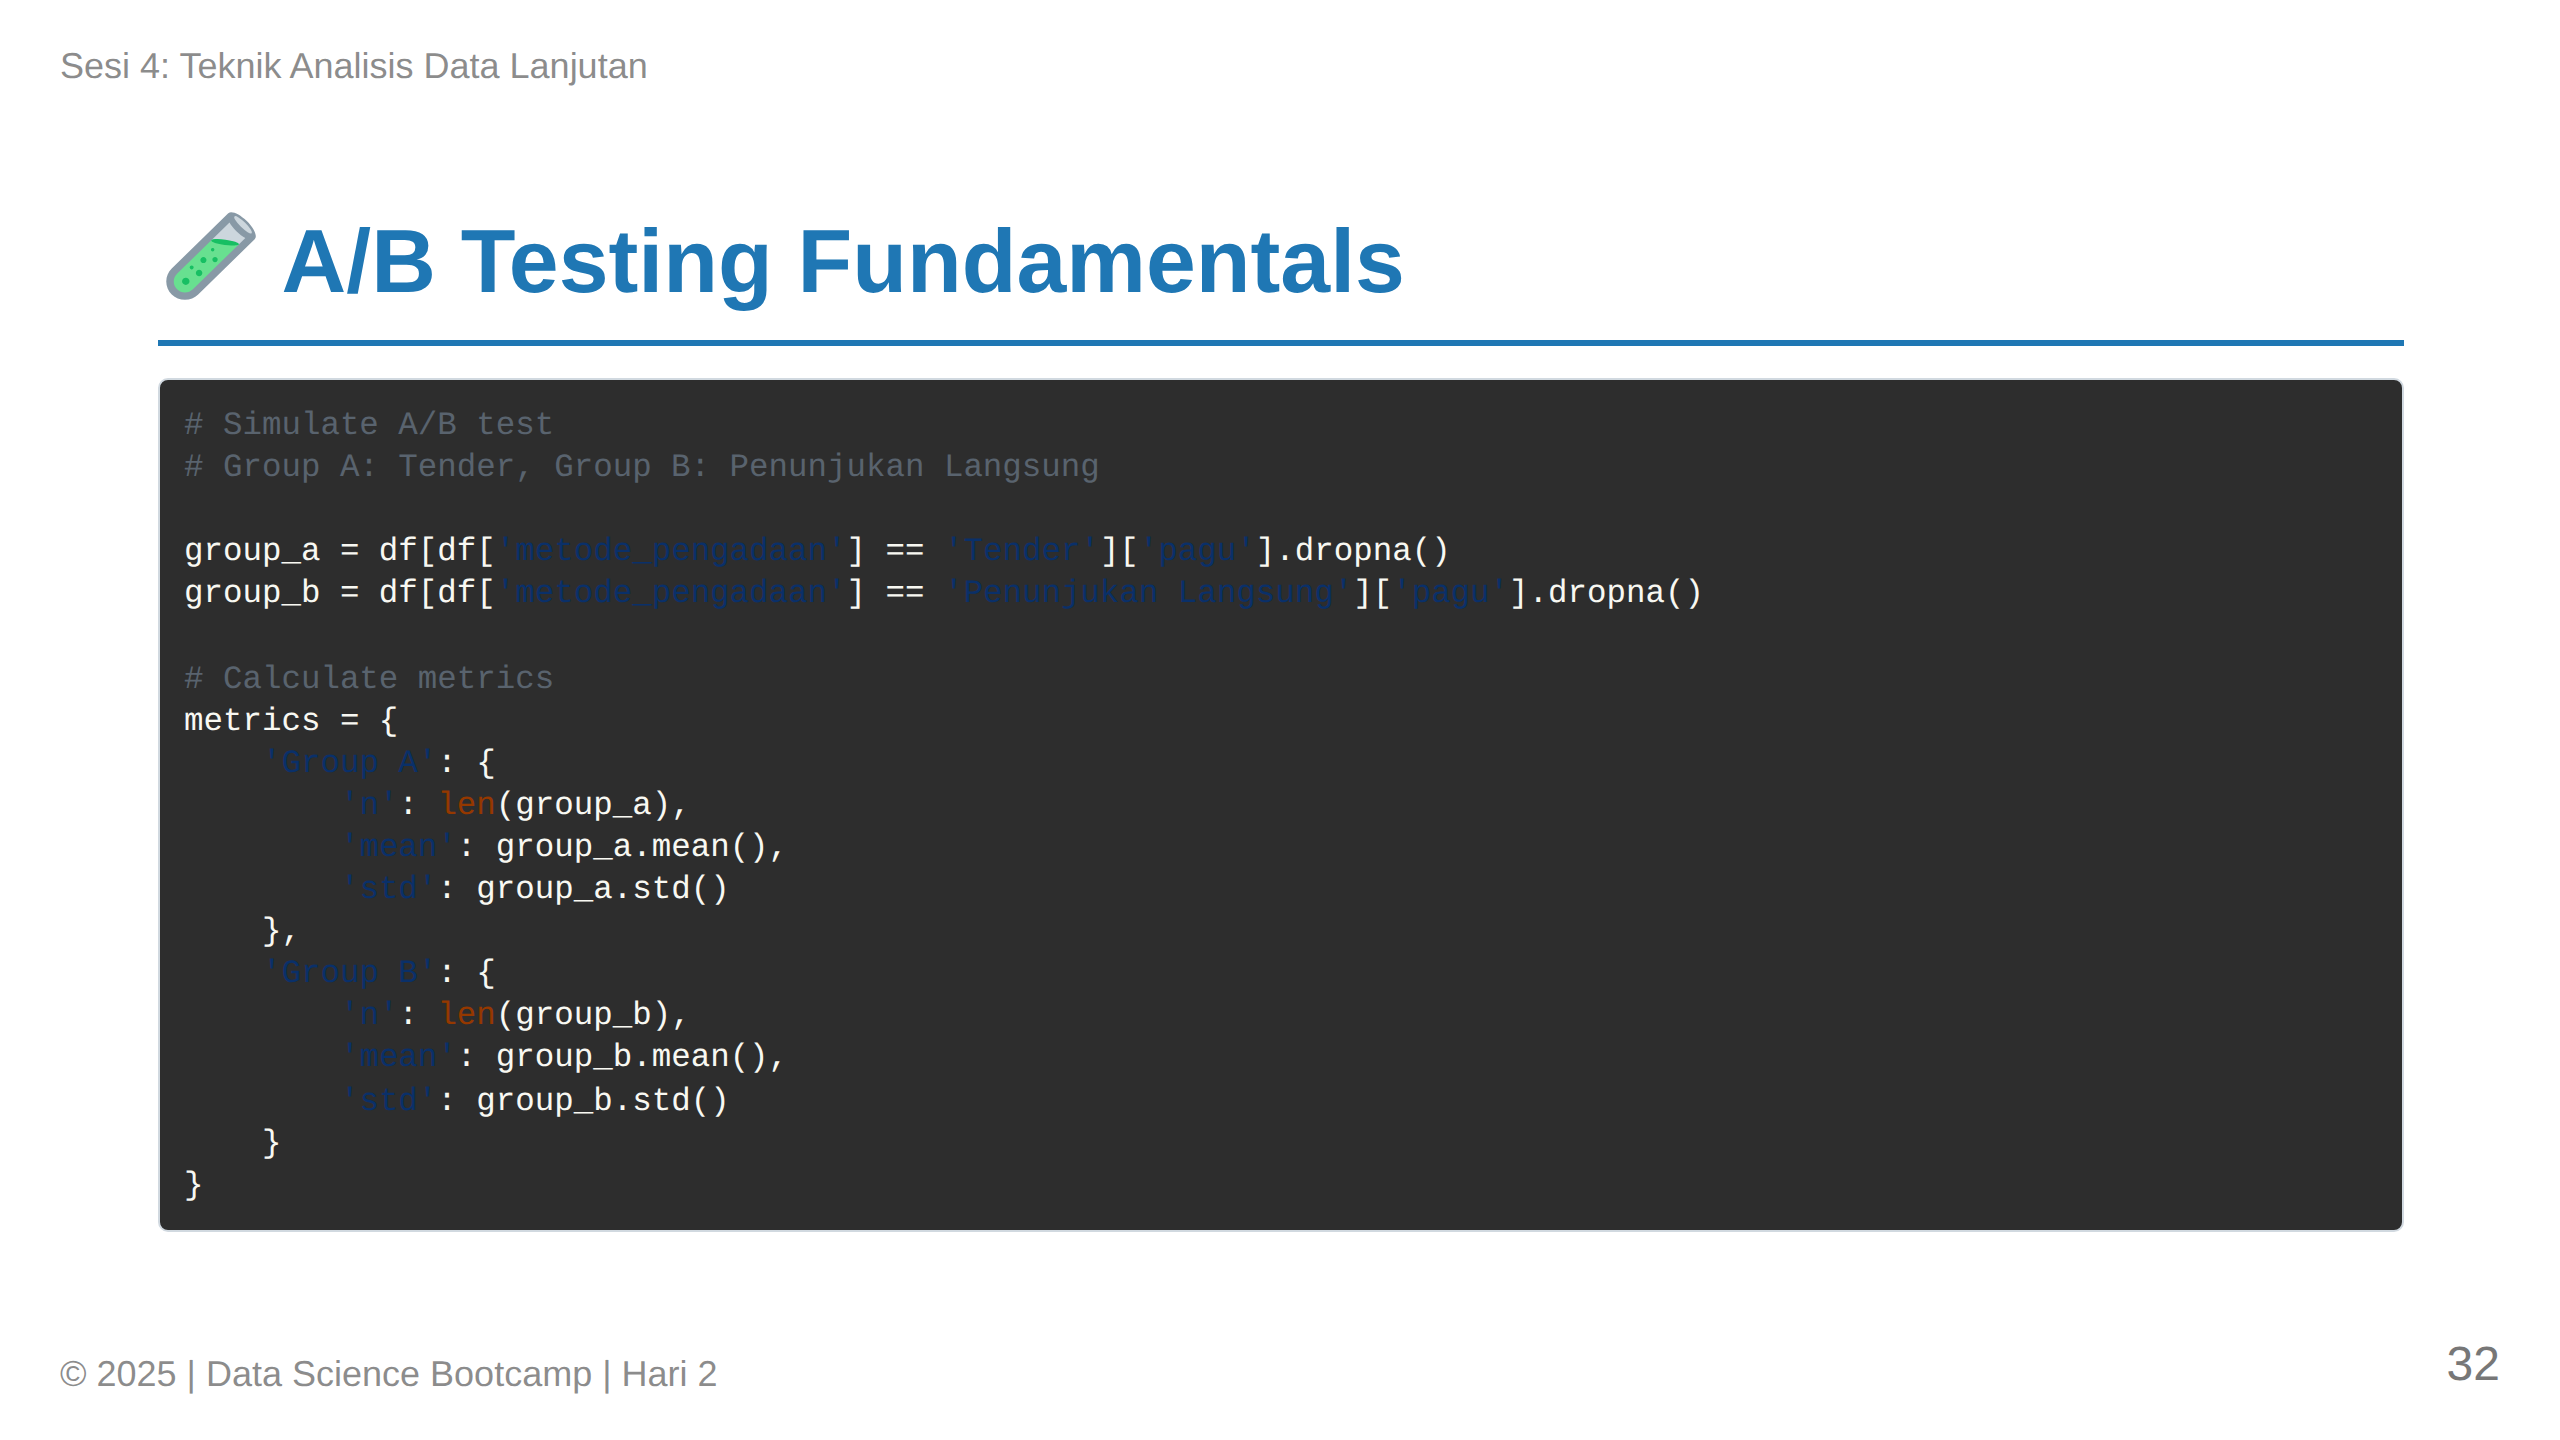 Sesi 4: Teknik Analisis Data Lanjutan
A/B Testing Fundamentals
# Simulate A/B test
# Group A: Tender, Group B: Penunjukan Langsung
group_a = df[df['metode_pengadaan'] == 'Tender']['pagu'].dropna()
group_b = df[df['metode_pengadaan'] == 'Penunjukan Langsung']['pagu'].dropna()
# Calculate metrics
metrics = {
    'Group A': {
        'n': len(group_a),
        'mean': group_a.mean(),
        'std': group_a.std()
    },
    'Group B': {
        'n': len(group_b),
        'mean': group_b.mean(),
        'std': group_b.std()
    }
}
© 2025 | Data Science Bootcamp | Hari 2
32